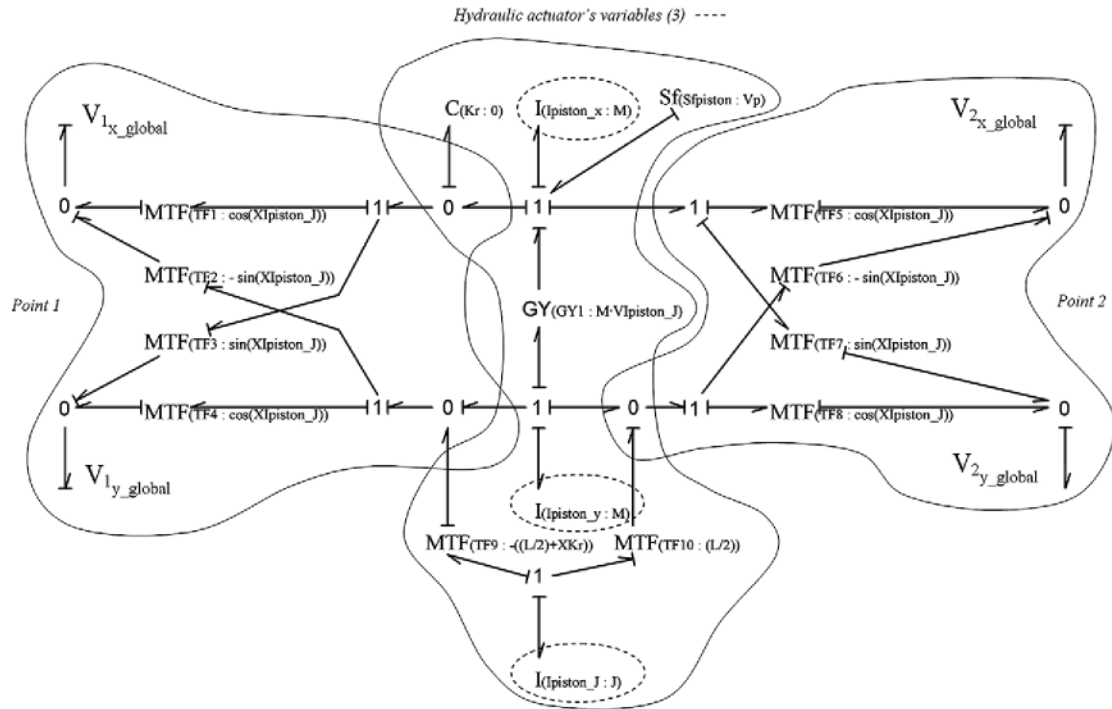 Hydraulic actuator's variables (3) ----
C(Kr : 0)
I(Ipiston_x : M)
Sf(Sfpiston : Vp)
V1x_global
V2x_global
0
MTF(TF1 : cos(XIpiston_J))
1
0
1
1
MTF(TF5 : cos(XIpiston_J))
0
MTF(TF2 : - sin(XIpiston_J))
MTF(TF6 : - sin(XIpiston_J))
Point 1
GY(GY1 : M·VIpiston_J)
Point 2
MTF(TF3 : sin(XIpiston_J))
MTF(TF7 : sin(XIpiston_J))
0
MTF(TF4 : cos(XIpiston_J))
1
0
1
0
1
MTF(TF8 : cos(XIpiston_J))
0
V1y_global
V2y_global
I(Ipiston_y : M)
MTF(TF9 : -((L/2)+XKr))
MTF(TF10 : (L/2))
1
I(Ipiston_J : J)